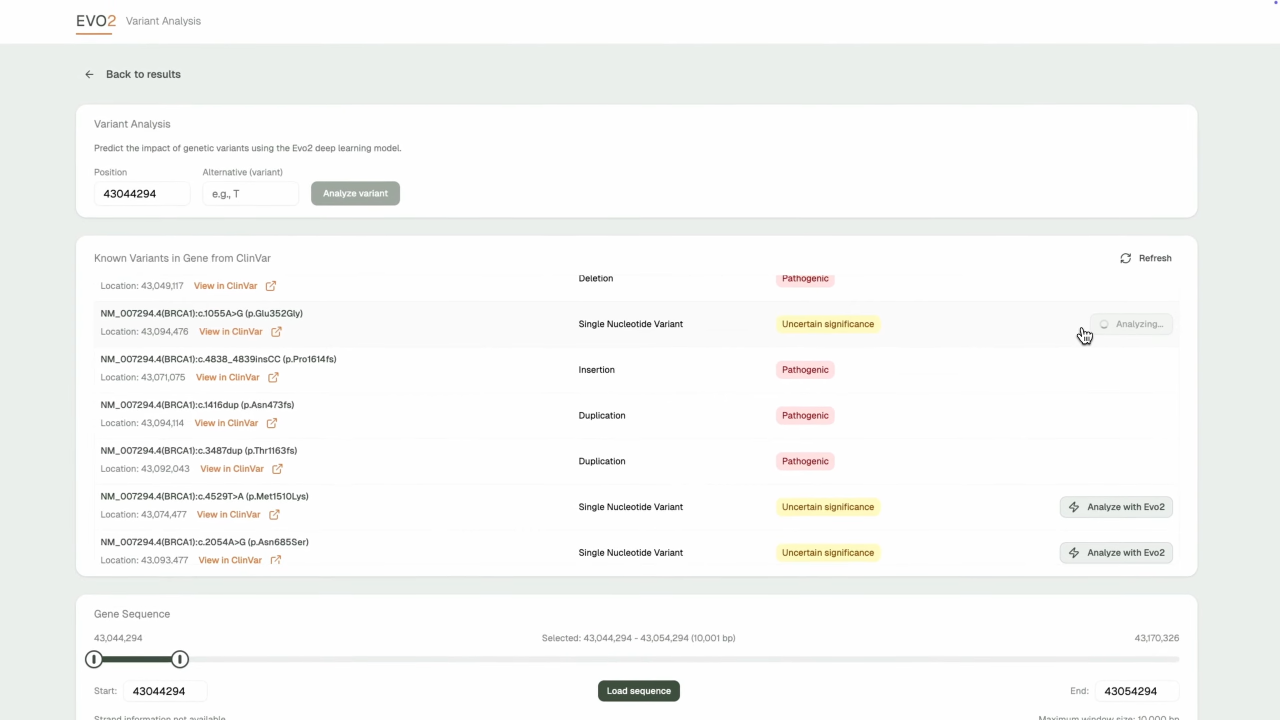 EVO2 Variant Analysis
Back to results
Variant Analysis
Predict the impact of genetic variants using the Evo2 deep learning model.
Position Alternative (variant)
43044294 e.g., T Analyze variant
Known Variants in Gene from ClinVar Refresh
Deletion Pathogenic
Location: 43,049,117 View in ClinVar
NM_007294.4(BRCA1):c.1055A>G (p.Glu352Gly)
Single Nucleotide Variant Uncertain significance Analyzing...
Location: 43,094,476 View in ClinVar
NM_007294.4(BRCA1):c.4838_4839insCC (p.Pro1614fs)
Insertion Pathogenic
Location: 43,071,075 View in ClinVar
NM_007294.4(BRCA1):c.1416dup (p.Asn473fs)
Duplication Pathogenic
Location: 43,094,114 View in ClinVar
NM_007294.4(BRCA1):c.3487dup (p.Thr1163fs)
Duplication Pathogenic
Location: 43,092,043 View in ClinVar
NM_007294.4(BRCA1):c.4529T>A (p.Met1510Lys)
Single Nucleotide Variant Uncertain significance Analyze with Evo2
Location: 43,074,477 View in ClinVar
NM_007294.4(BRCA1):c.2054A>G (p.Asn685Ser)
Single Nucleotide Variant Uncertain significance Analyze with Evo2
Location: 43,093,477 View in ClinVar
Gene Sequence
43,044,294 Selected: 43,044,294 - 43,054,294 (10,001 bp) 43,170,326
Start: 43044294 Load sequence End: 43054294
Strand information not available Maximum window size: 10,000 bp